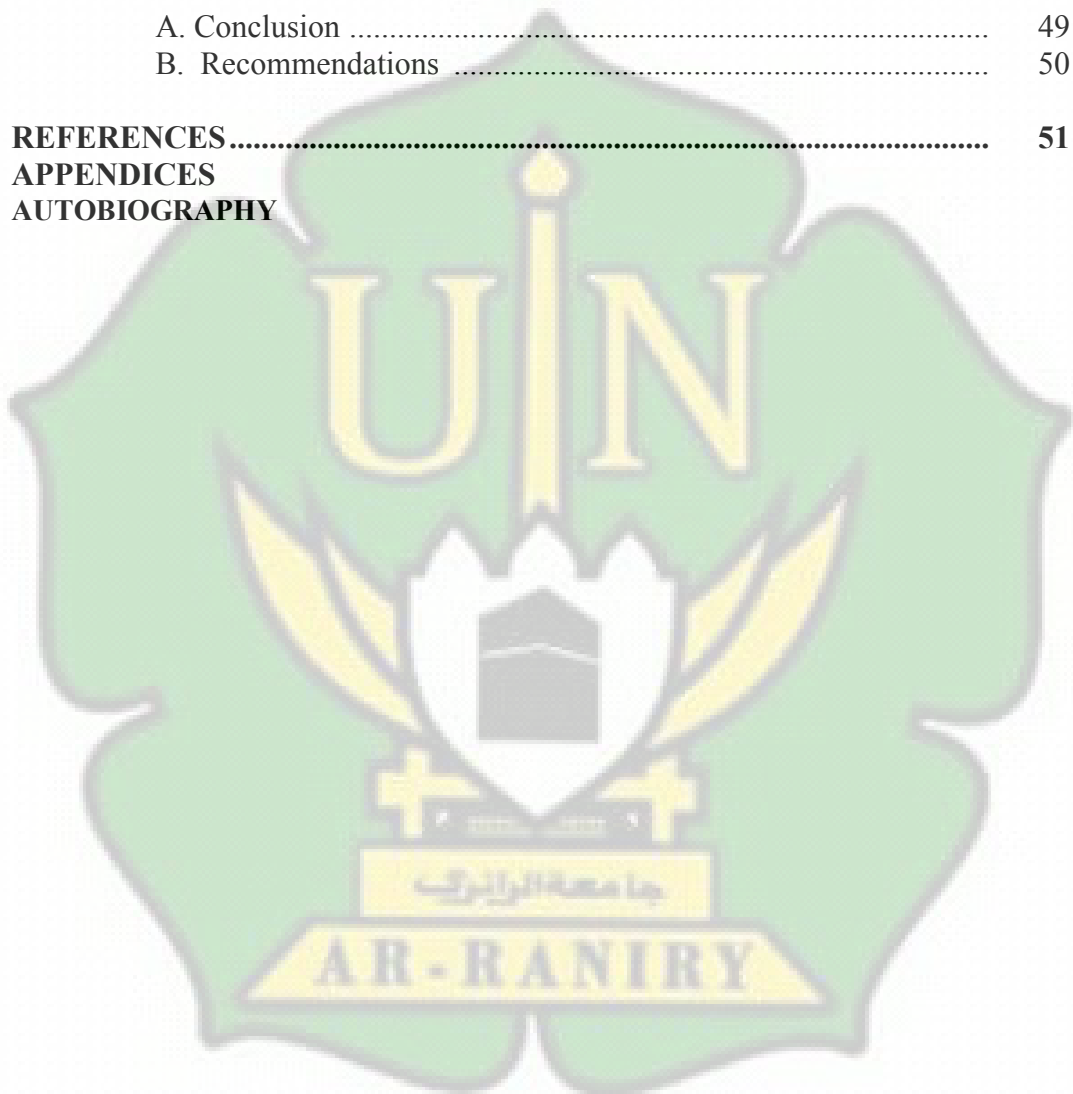 A. Conclusion ................................................................................ 49
B. Recommendations ................................................................... 50
REFERENCES ............................................................................................... 51
APPENDICES
AUTOBIOGRAPHY
UIN
جامعة الرانري
AR-RANIRY